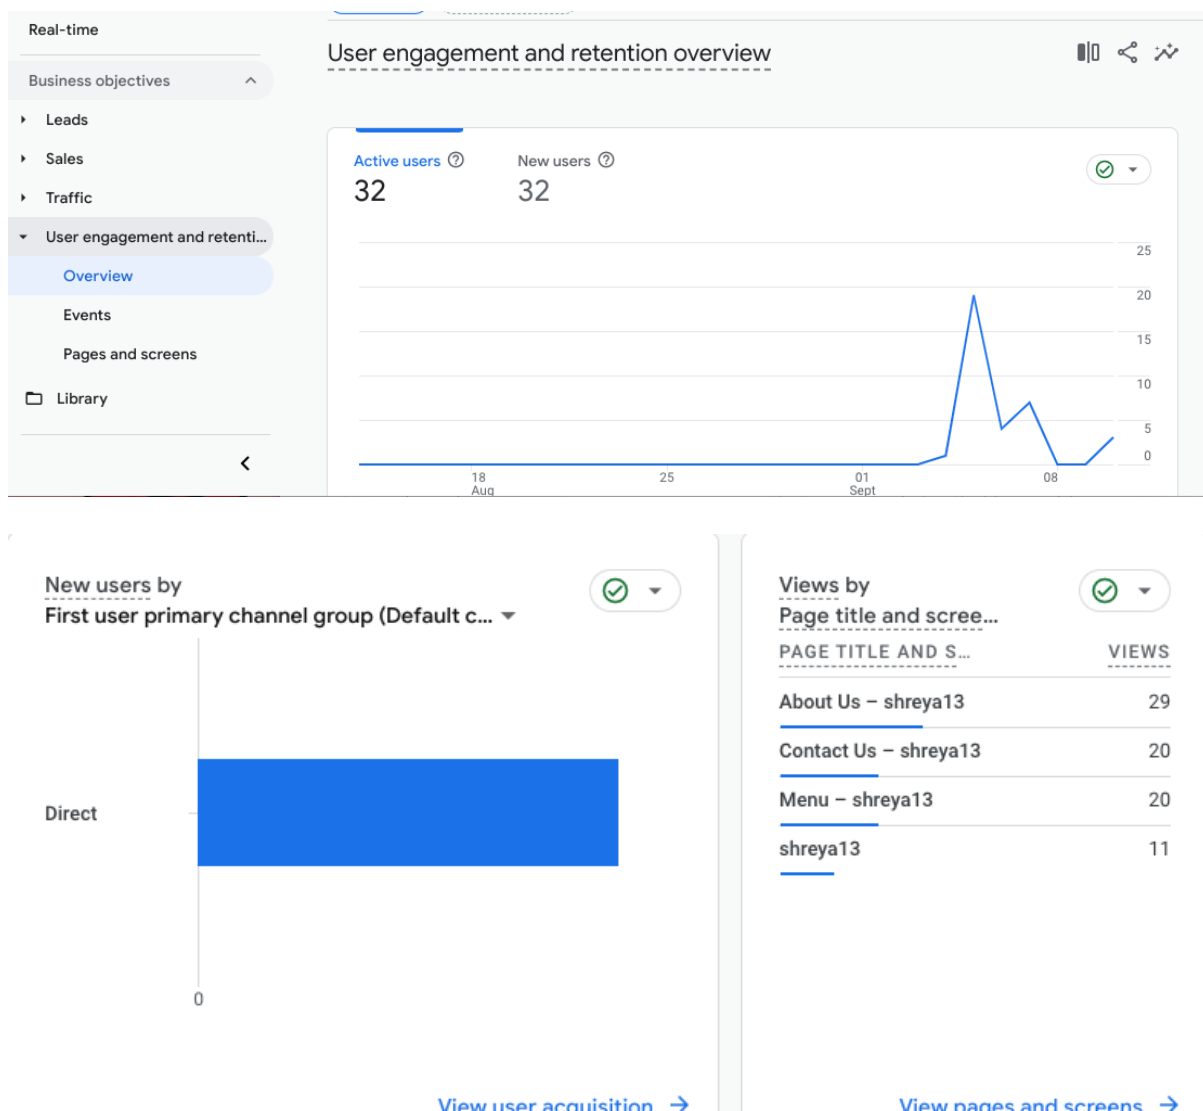 Real-time
Business objectives
Leads
Sales
Traffic
User engagement and retenti...
Overview
Events
Pages and screens
Library
User engagement and retention overview
Active users
32
New users
32
25
20
15
10
5
0
18
Aug
25
01
Sept
08
New users by
First user primary channel group (Default c...
Direct
0
View user acquisition
Views by
Page title and scree...
PAGE TITLE AND S... VIEWS
About Us – shreya13 29
Contact Us – shreya13 20
Menu – shreya13 20
shreya13 11
View pages and screens